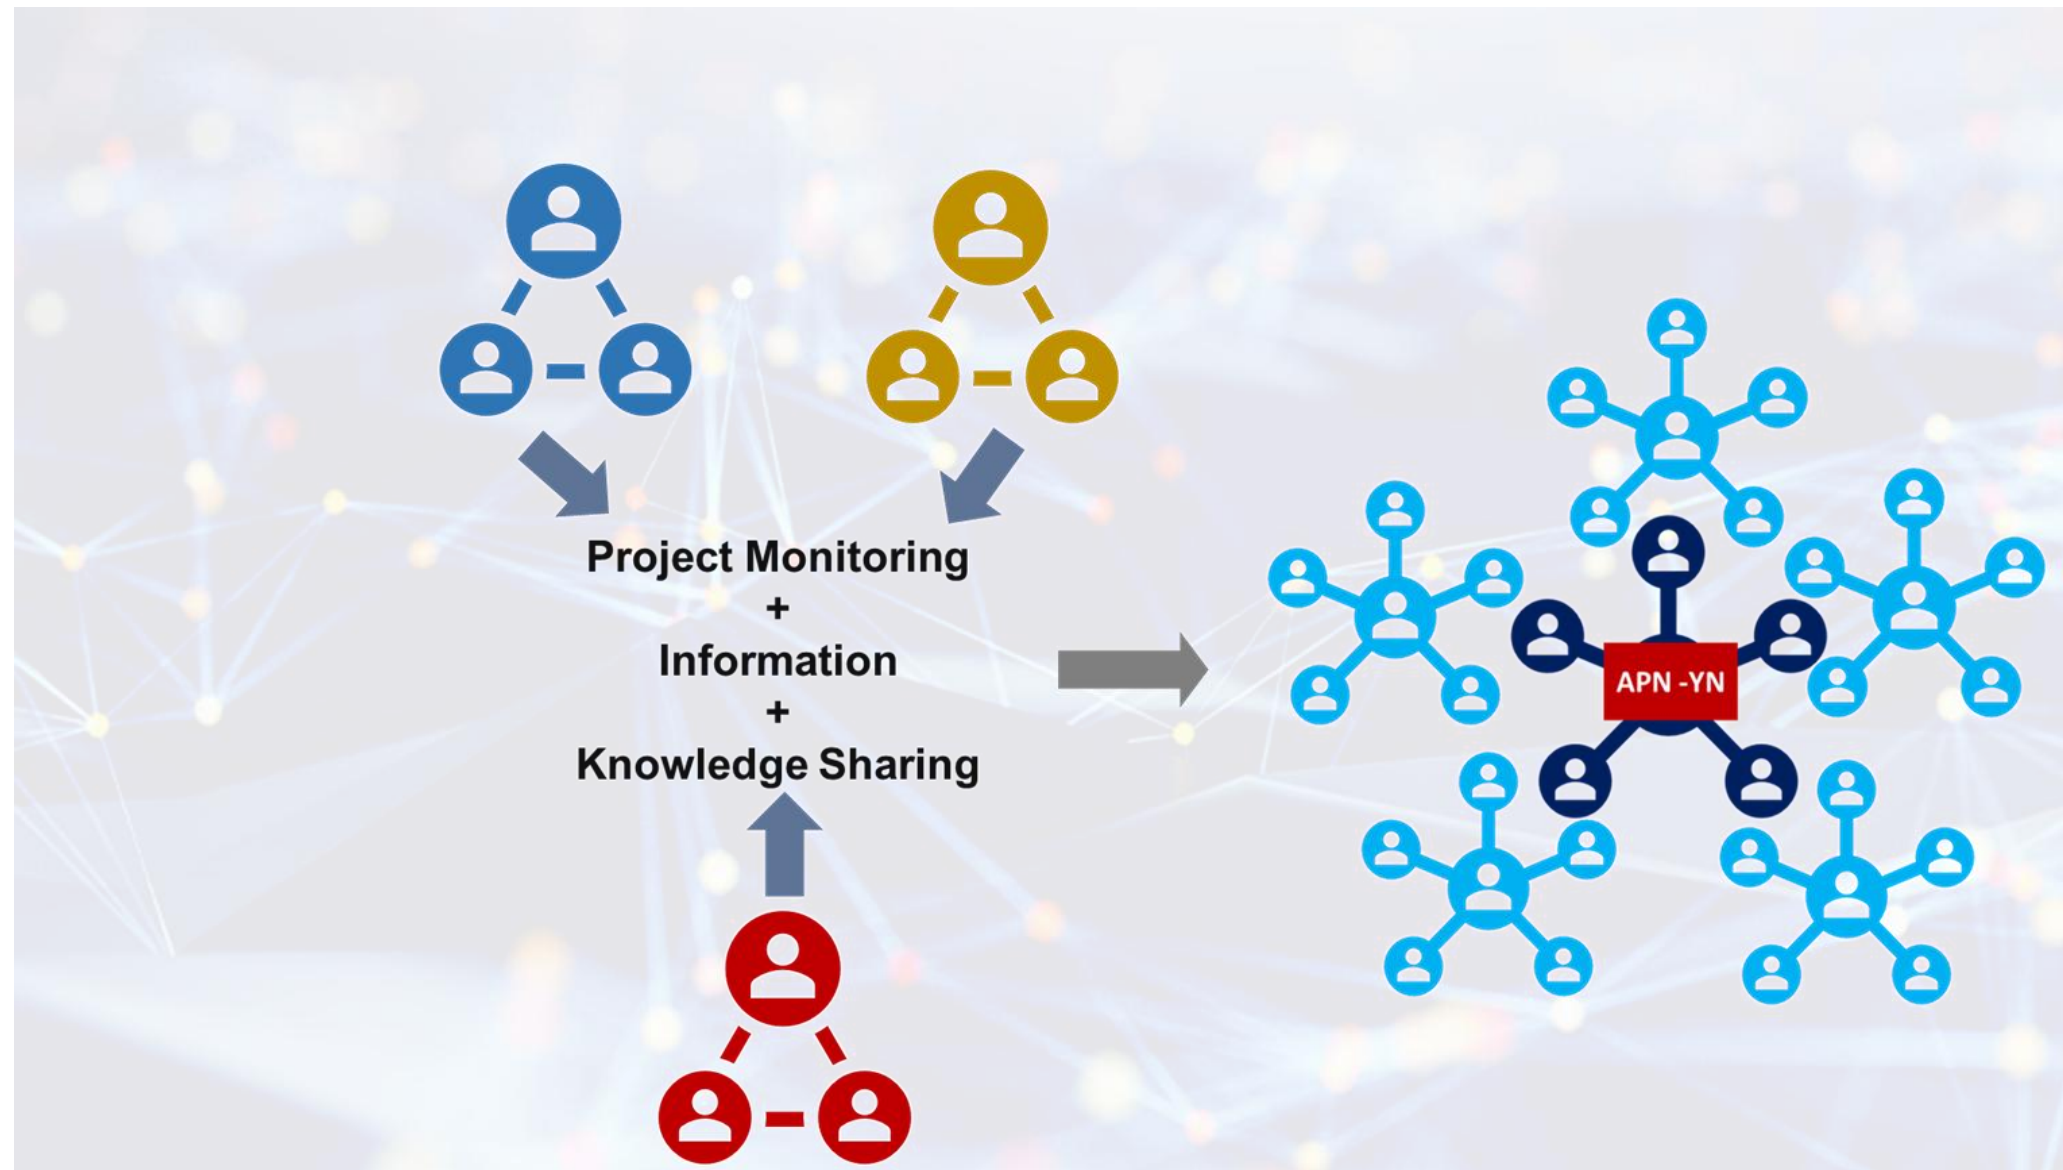 Project Monitoring
+
Information
+
Knowledge Sharing
APN -YN